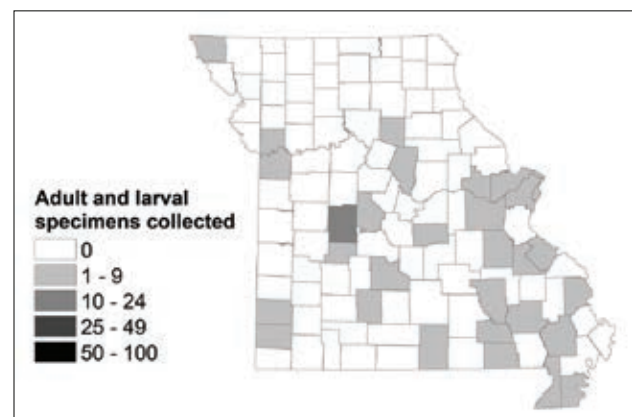 Adult and larval
specimens collected
0
1 - 9
10 - 24
25 - 49
50 - 100